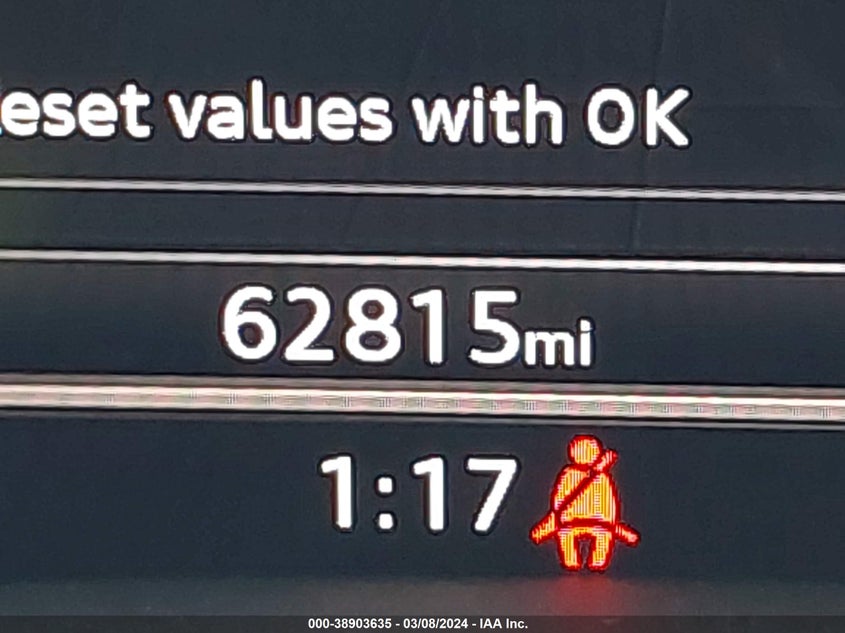 eset values with OK
62815mi
1:17
000-38903635 - 03/08/2024 - IAA Inc.